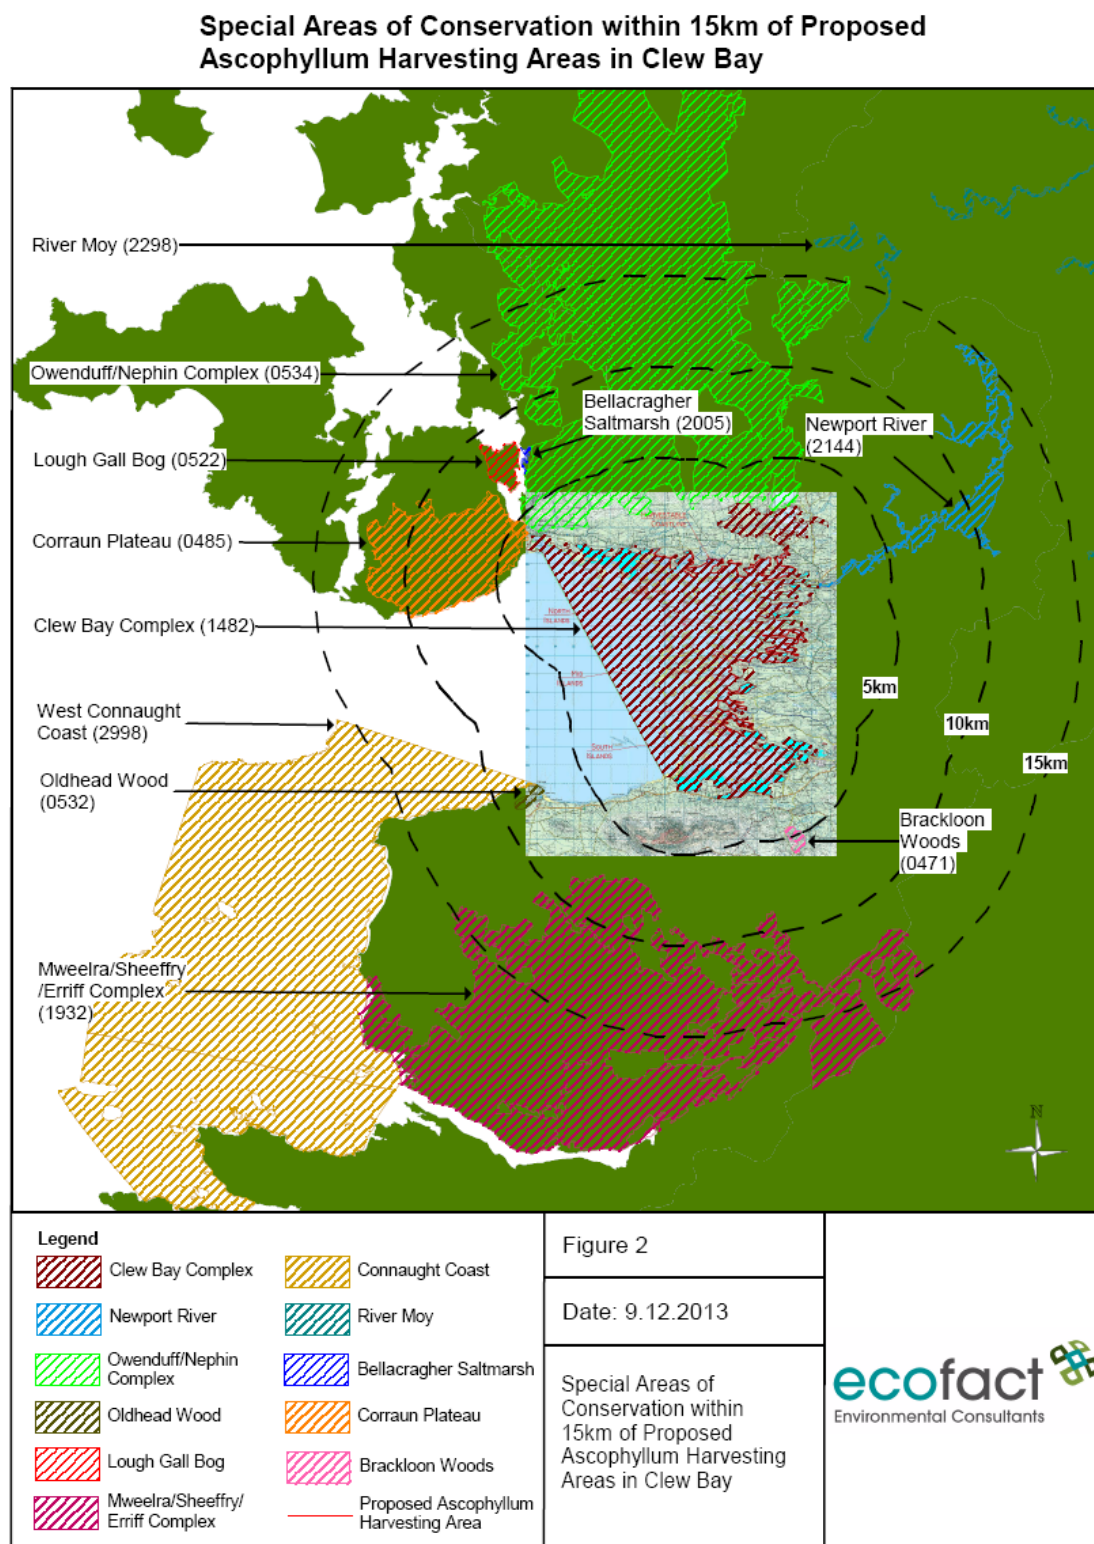 Special Areas of Conservation within 15km of Proposed
Ascophyllum Harvesting Areas in Clew Bay
River Moy (2298)
Owenduff/Nephin Complex (0534)
Bellacragher
Saltmarsh (2005)
Newport River
(2144)
Lough Gall Bog (0522)
Corraun Plateau (0485)
Clew Bay Complex (1482)
NORTH
ISLANDS
5km
West Connaught
Coast (2998)
10km
SOUTH
ISLANDS
15km
Oldhead Wood
(0532)
Brackloon
Woods
(0471)
Mweelra/Sheeffry
/Erriff Complex
(1932)
N
Legend
Clew Bay Complex
Connaught Coast
Newport River
River Moy
Owenduff/Nephin
Complex
Bellacragher Saltmarsh
Oldhead Wood
Corraun Plateau
Lough Gall Bog
Brackloon Woods
Mweelra/Sheeffry/
Erriff Complex
Proposed Ascophyllum
Harvesting Area
Figure 2
Date: 9.12.2013
Special Areas of
Conservation within
15km of Proposed
Ascophyllum Harvesting
Areas in Clew Bay
ecofact
Environmental Consultants